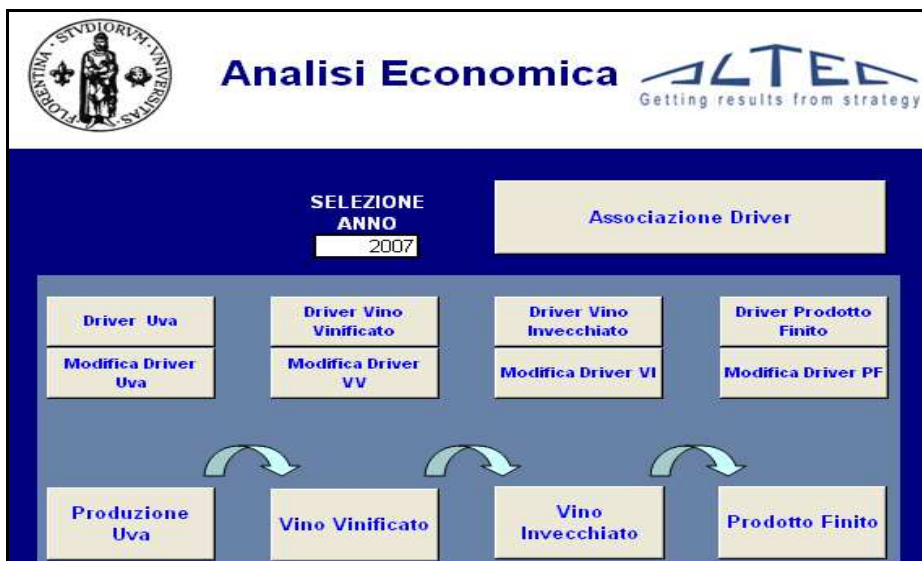 FLORENTINA · STVDIORVM · VNIVERSITAS
Analisi Economica
ALTEA
Getting results from strategy
SELEZIONE
ANNO
2007
Associazione Driver
Driver Uva
Driver Vino
Vinificato
Driver Vino
Invecchiato
Driver Prodotto
Finito
Modifica Driver
Uva
Modifica Driver
VV
Modifica Driver VI
Modifica Driver PF
Produzione
Uva
Vino Vinificato
Vino
Invecchiato
Prodotto Finito